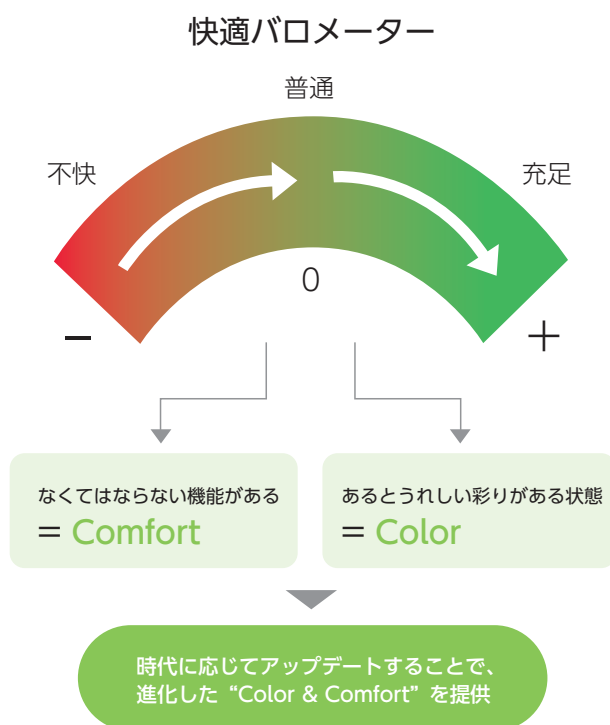 快適バロメーター
普通
不快
充足
0
−
＋
なくてはならない機能がある
＝ Comfort
あるとうれしい彩りがある状態
＝ Color
時代に応じてアップデートすることで、
進化した“Color & Comfort”を提供